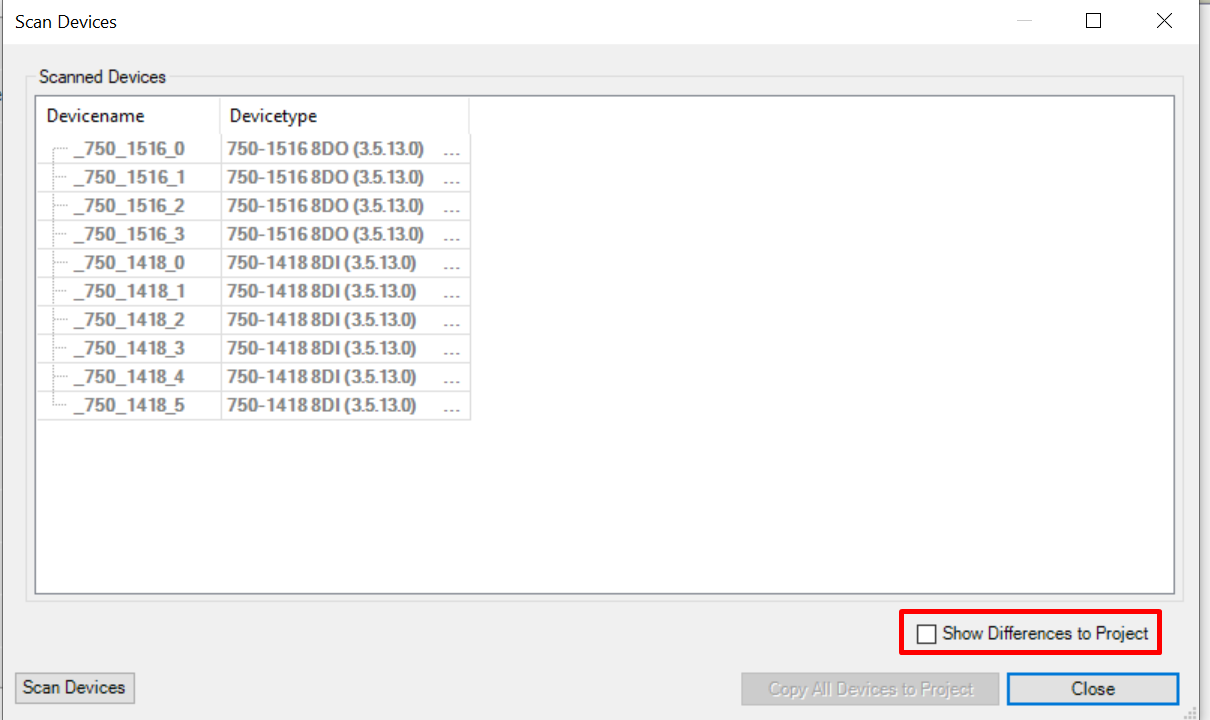 Scan Devices
Scanned Devices
Devicename Devicetype
_750_1516_0 750-1516 8DO (3.5.13.0) ...
_750_1516_1 750-1516 8DO (3.5.13.0) ...
_750_1516_2 750-1516 8DO (3.5.13.0) ...
_750_1516_3 750-1516 8DO (3.5.13.0) ...
_750_1418_0 750-1418 8DI (3.5.13.0) ...
_750_1418_1 750-1418 8DI (3.5.13.0) ...
_750_1418_2 750-1418 8DI (3.5.13.0) ...
_750_1418_3 750-1418 8DI (3.5.13.0) ...
_750_1418_4 750-1418 8DI (3.5.13.0) ...
_750_1418_5 750-1418 8DI (3.5.13.0) ...
Show Differences to Project
Scan Devices Copy All Devices to Project Close